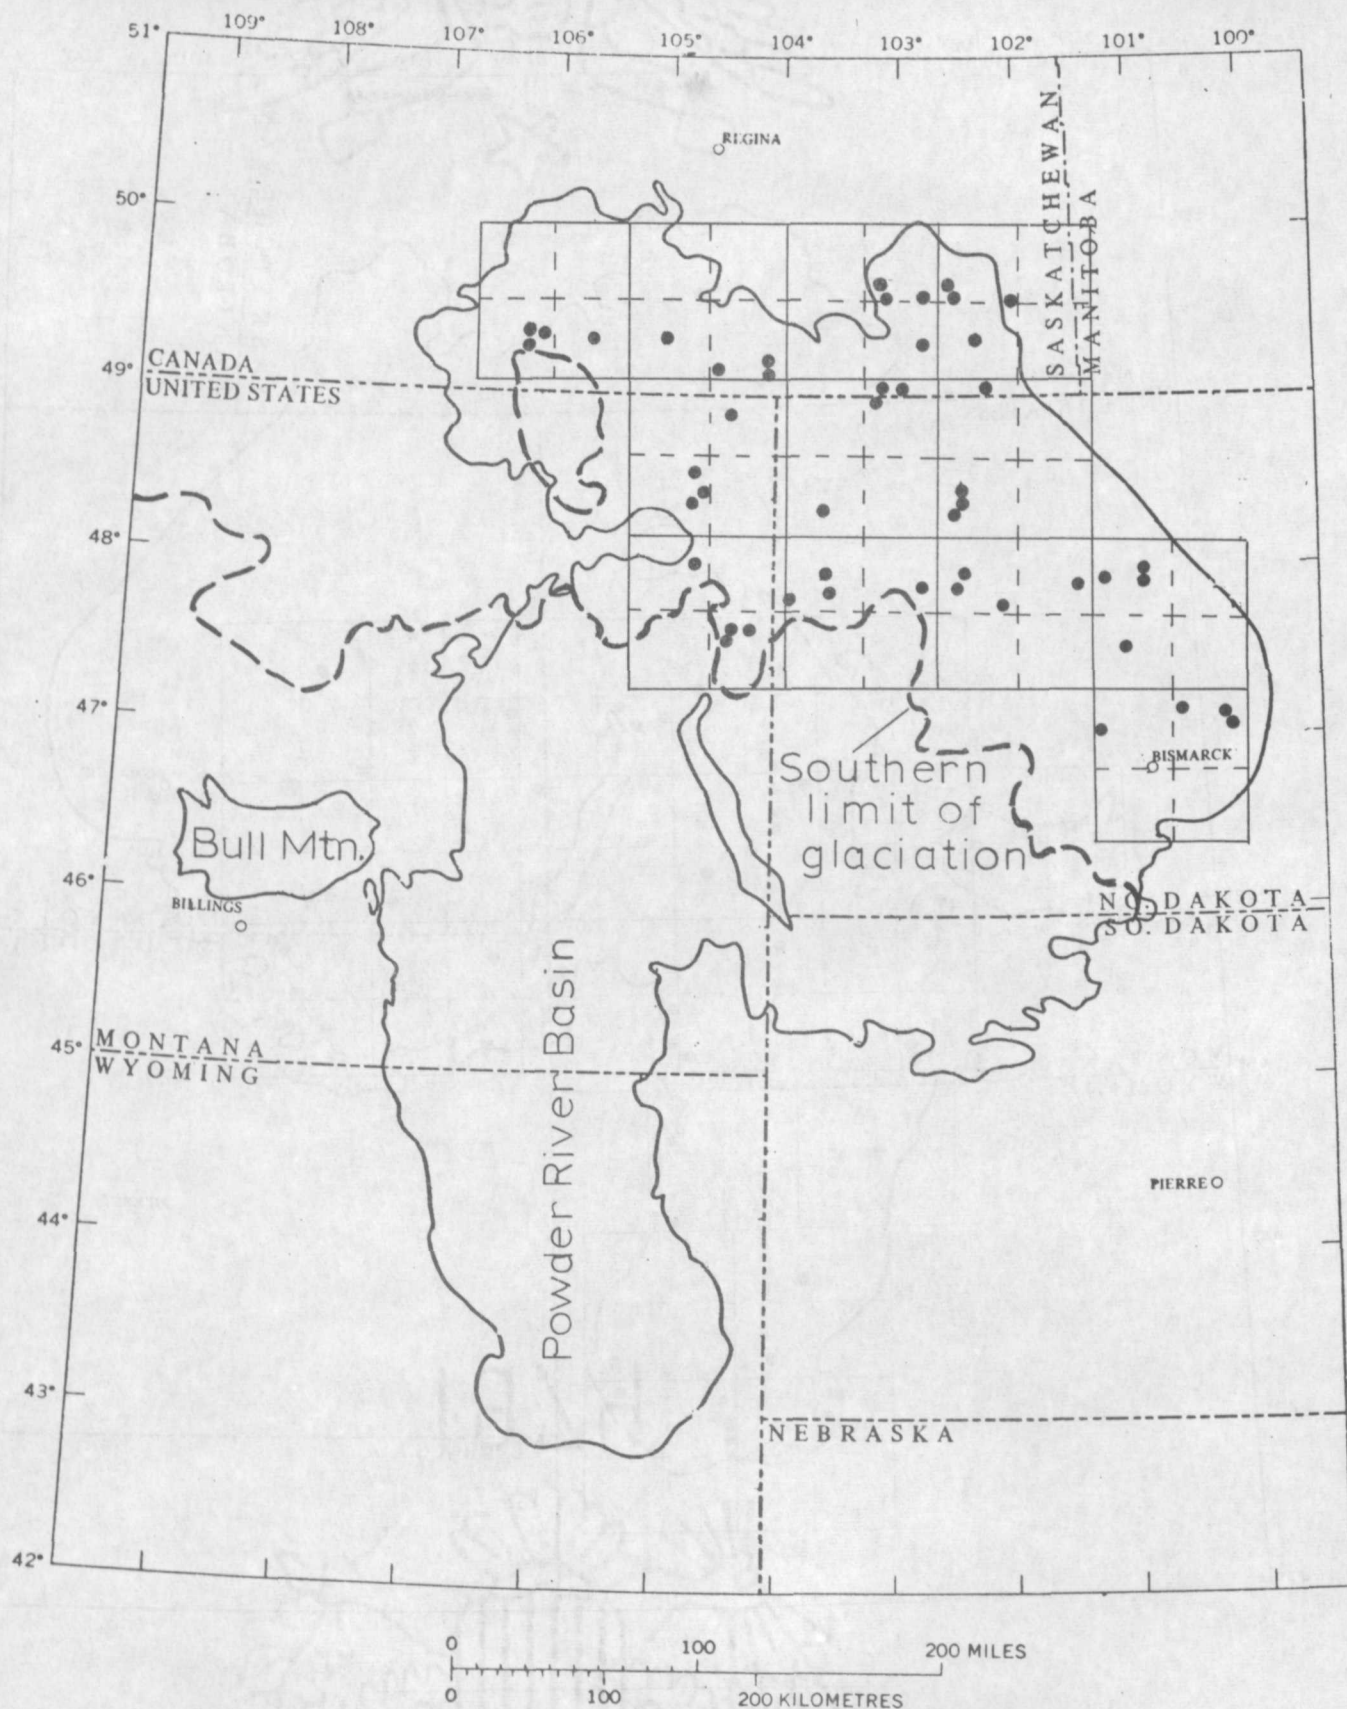 109° 108° 107° 106° 105° 104° 103° 102° 101° 100°
51°
REGINA
SASKATCHEWAN
MANITOBA
50°
49°
CANADA
UNITED STATES
48°
47°
Southern
limit of
glaciation
BISMARCK
Bull Mtn.
46°
BILLINGS
NO. DAKOTA
SO. DAKOTA
Powder River Basin
45°
MONTANA
WYOMING
PIERRE
44°
43°
NEBRASKA
42°
0 100 200 MILES
0 100 200 KILOMETRES